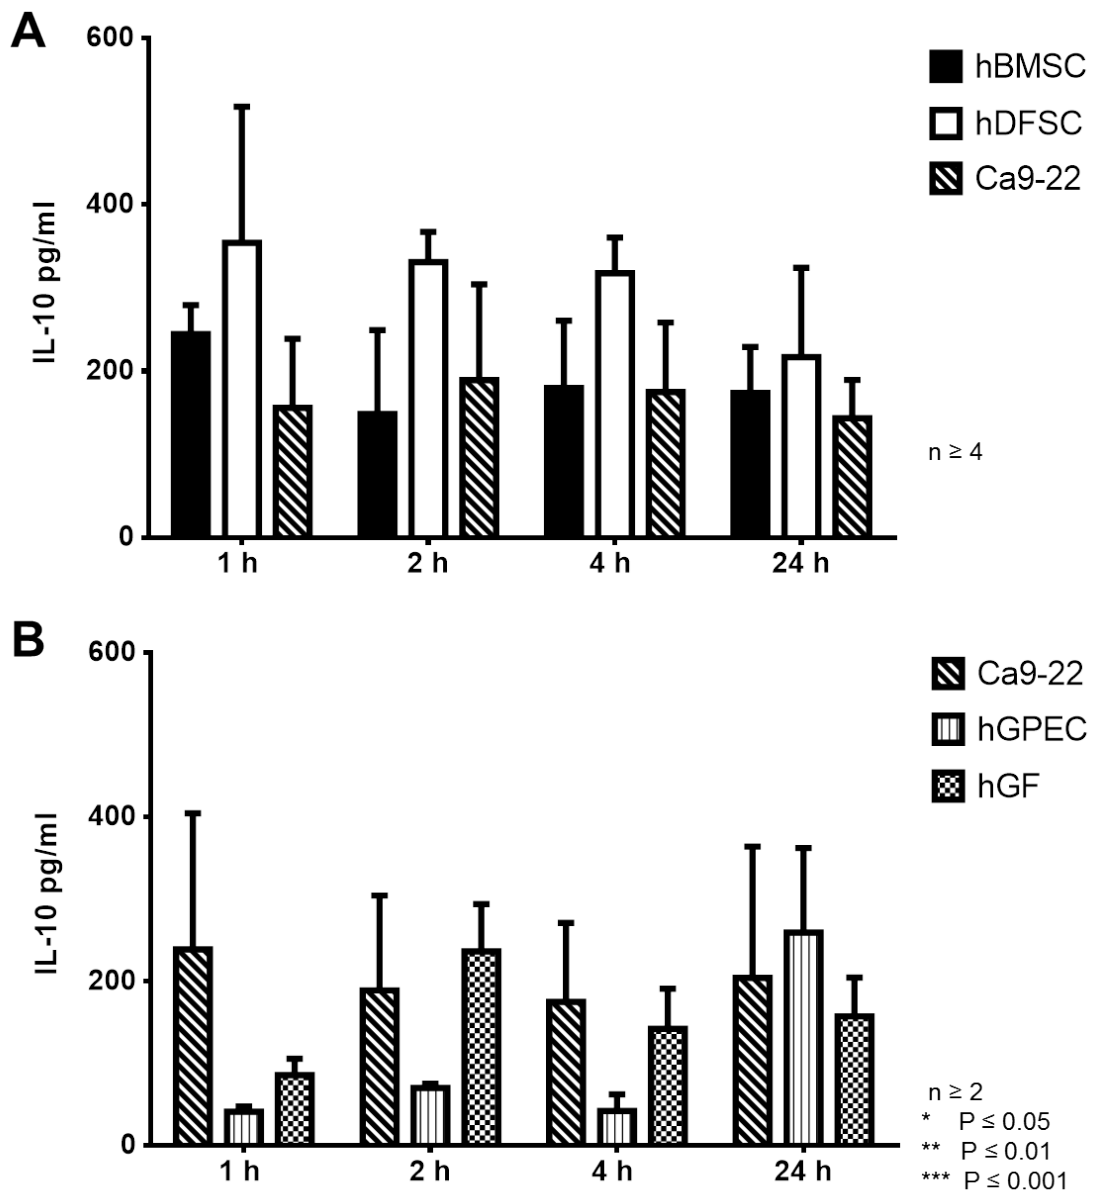 A
600
400
200
0
IL-10 pg/ml
1 h
2 h
4 h
24 h
hBMSC
hDFSC
Ca9-22
n ≥ 4
B
600
400
200
0
IL-10 pg/ml
1 h
2 h
4 h
24 h
Ca9-22
hGPEC
hGF
n ≥ 2
* P ≤ 0.05
** P ≤ 0.01
*** P ≤ 0.001